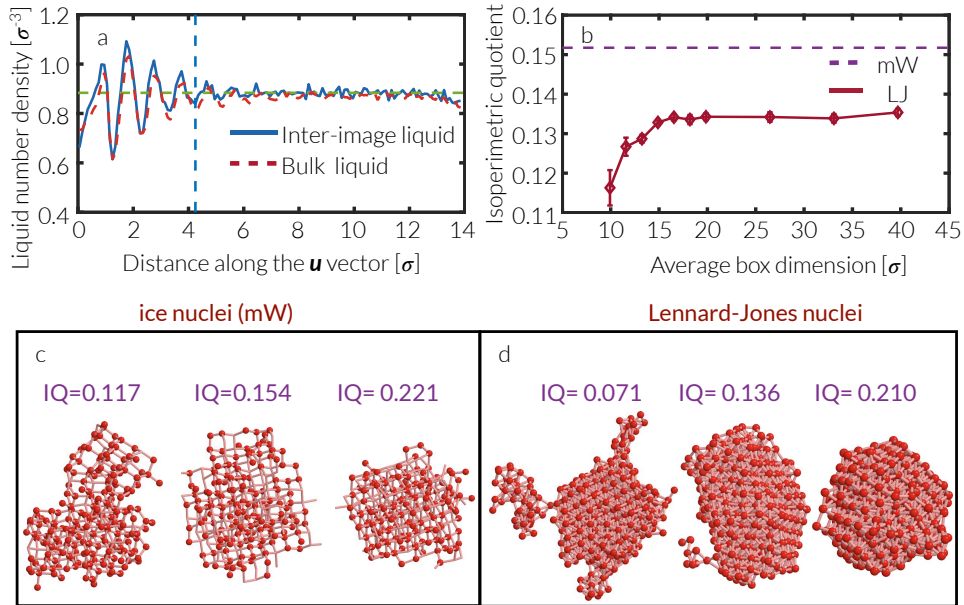 a
Liquid number density [σ⁻³]
1.2
1.0
0.8
0.6
0.4
Inter-image liquid
Bulk liquid
0 2 4 6 8 10 12 14
Distance along the u vector [σ]
b
Isoperimetric quotient
0.16
0.15
0.14
0.13
0.12
0.11
mW
LJ
5 10 15 20 25 30 35 40 45
Average box dimension [σ]
ice nuclei (mW)
c
IQ=0.117 IQ=0.154 IQ=0.221
Lennard-Jones nuclei
d
IQ= 0.071 IQ= 0.136 IQ= 0.210